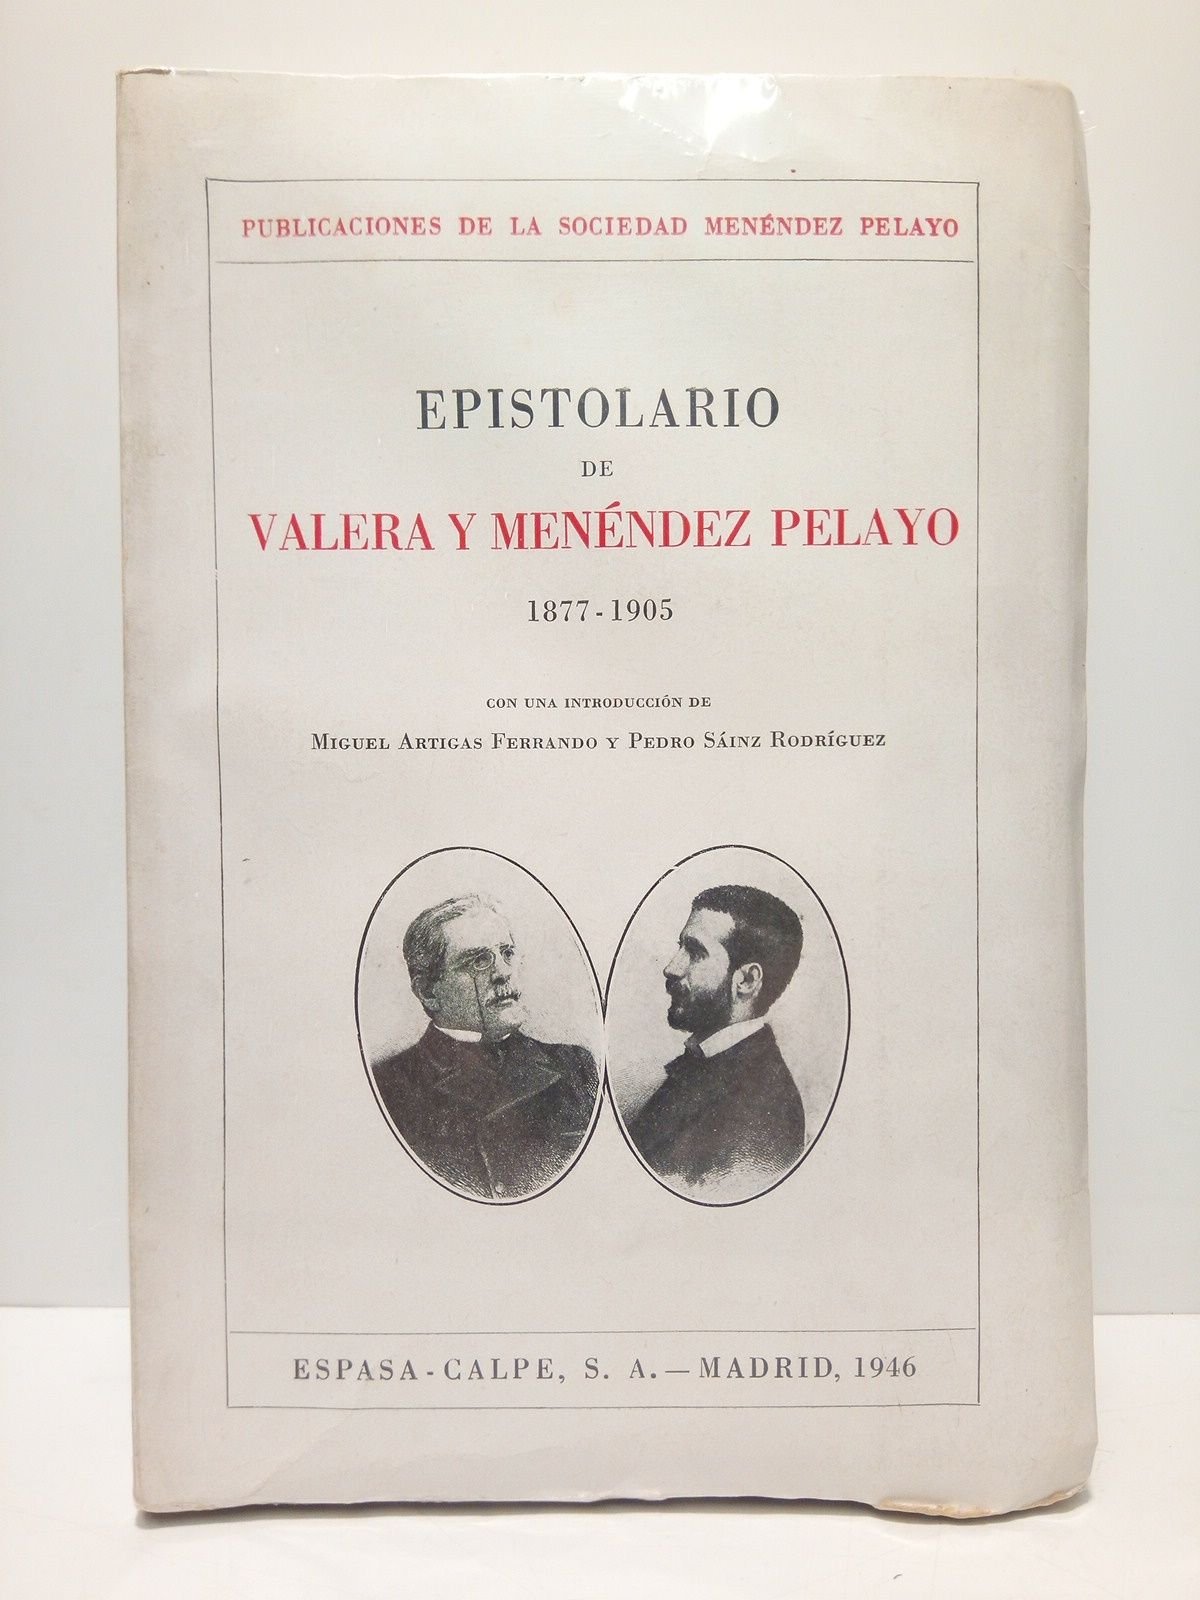 PUBLICACIONES DE LA SOCIEDAD MENÉNDEZ PELAYO
EPISTOLARIO
DE
VALERA Y MENÉNDEZ PELAYO
1877-1905
CON UNA INTRODUCCIÓN DE
MIGUEL ARTIGAS FERRANDO Y PEDRO SÁINZ RODRÍGUEZ
ESPASA-CALPE, S. A.—MADRID, 1946